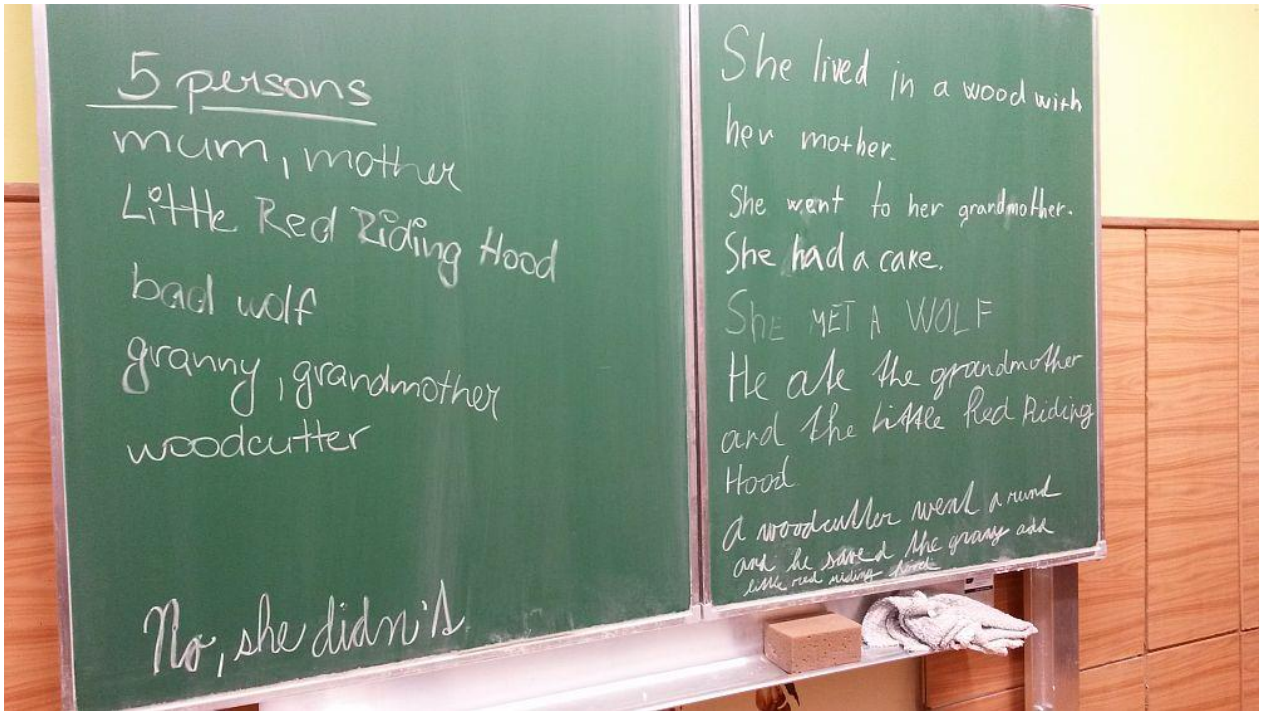 5 persons
mum, mother
Little Red Riding Hood
bad wolf
granny, grandmother
woodcutter
No, she didn't
She lived in a wood with
her mother.
She went to her grandmother.
She had a cake.
SHE MET A WOLF
He ate the grandmother
and the Little Red Riding
Hood
a woodcutter went a rund
and he saved the grany and
little red riding hood